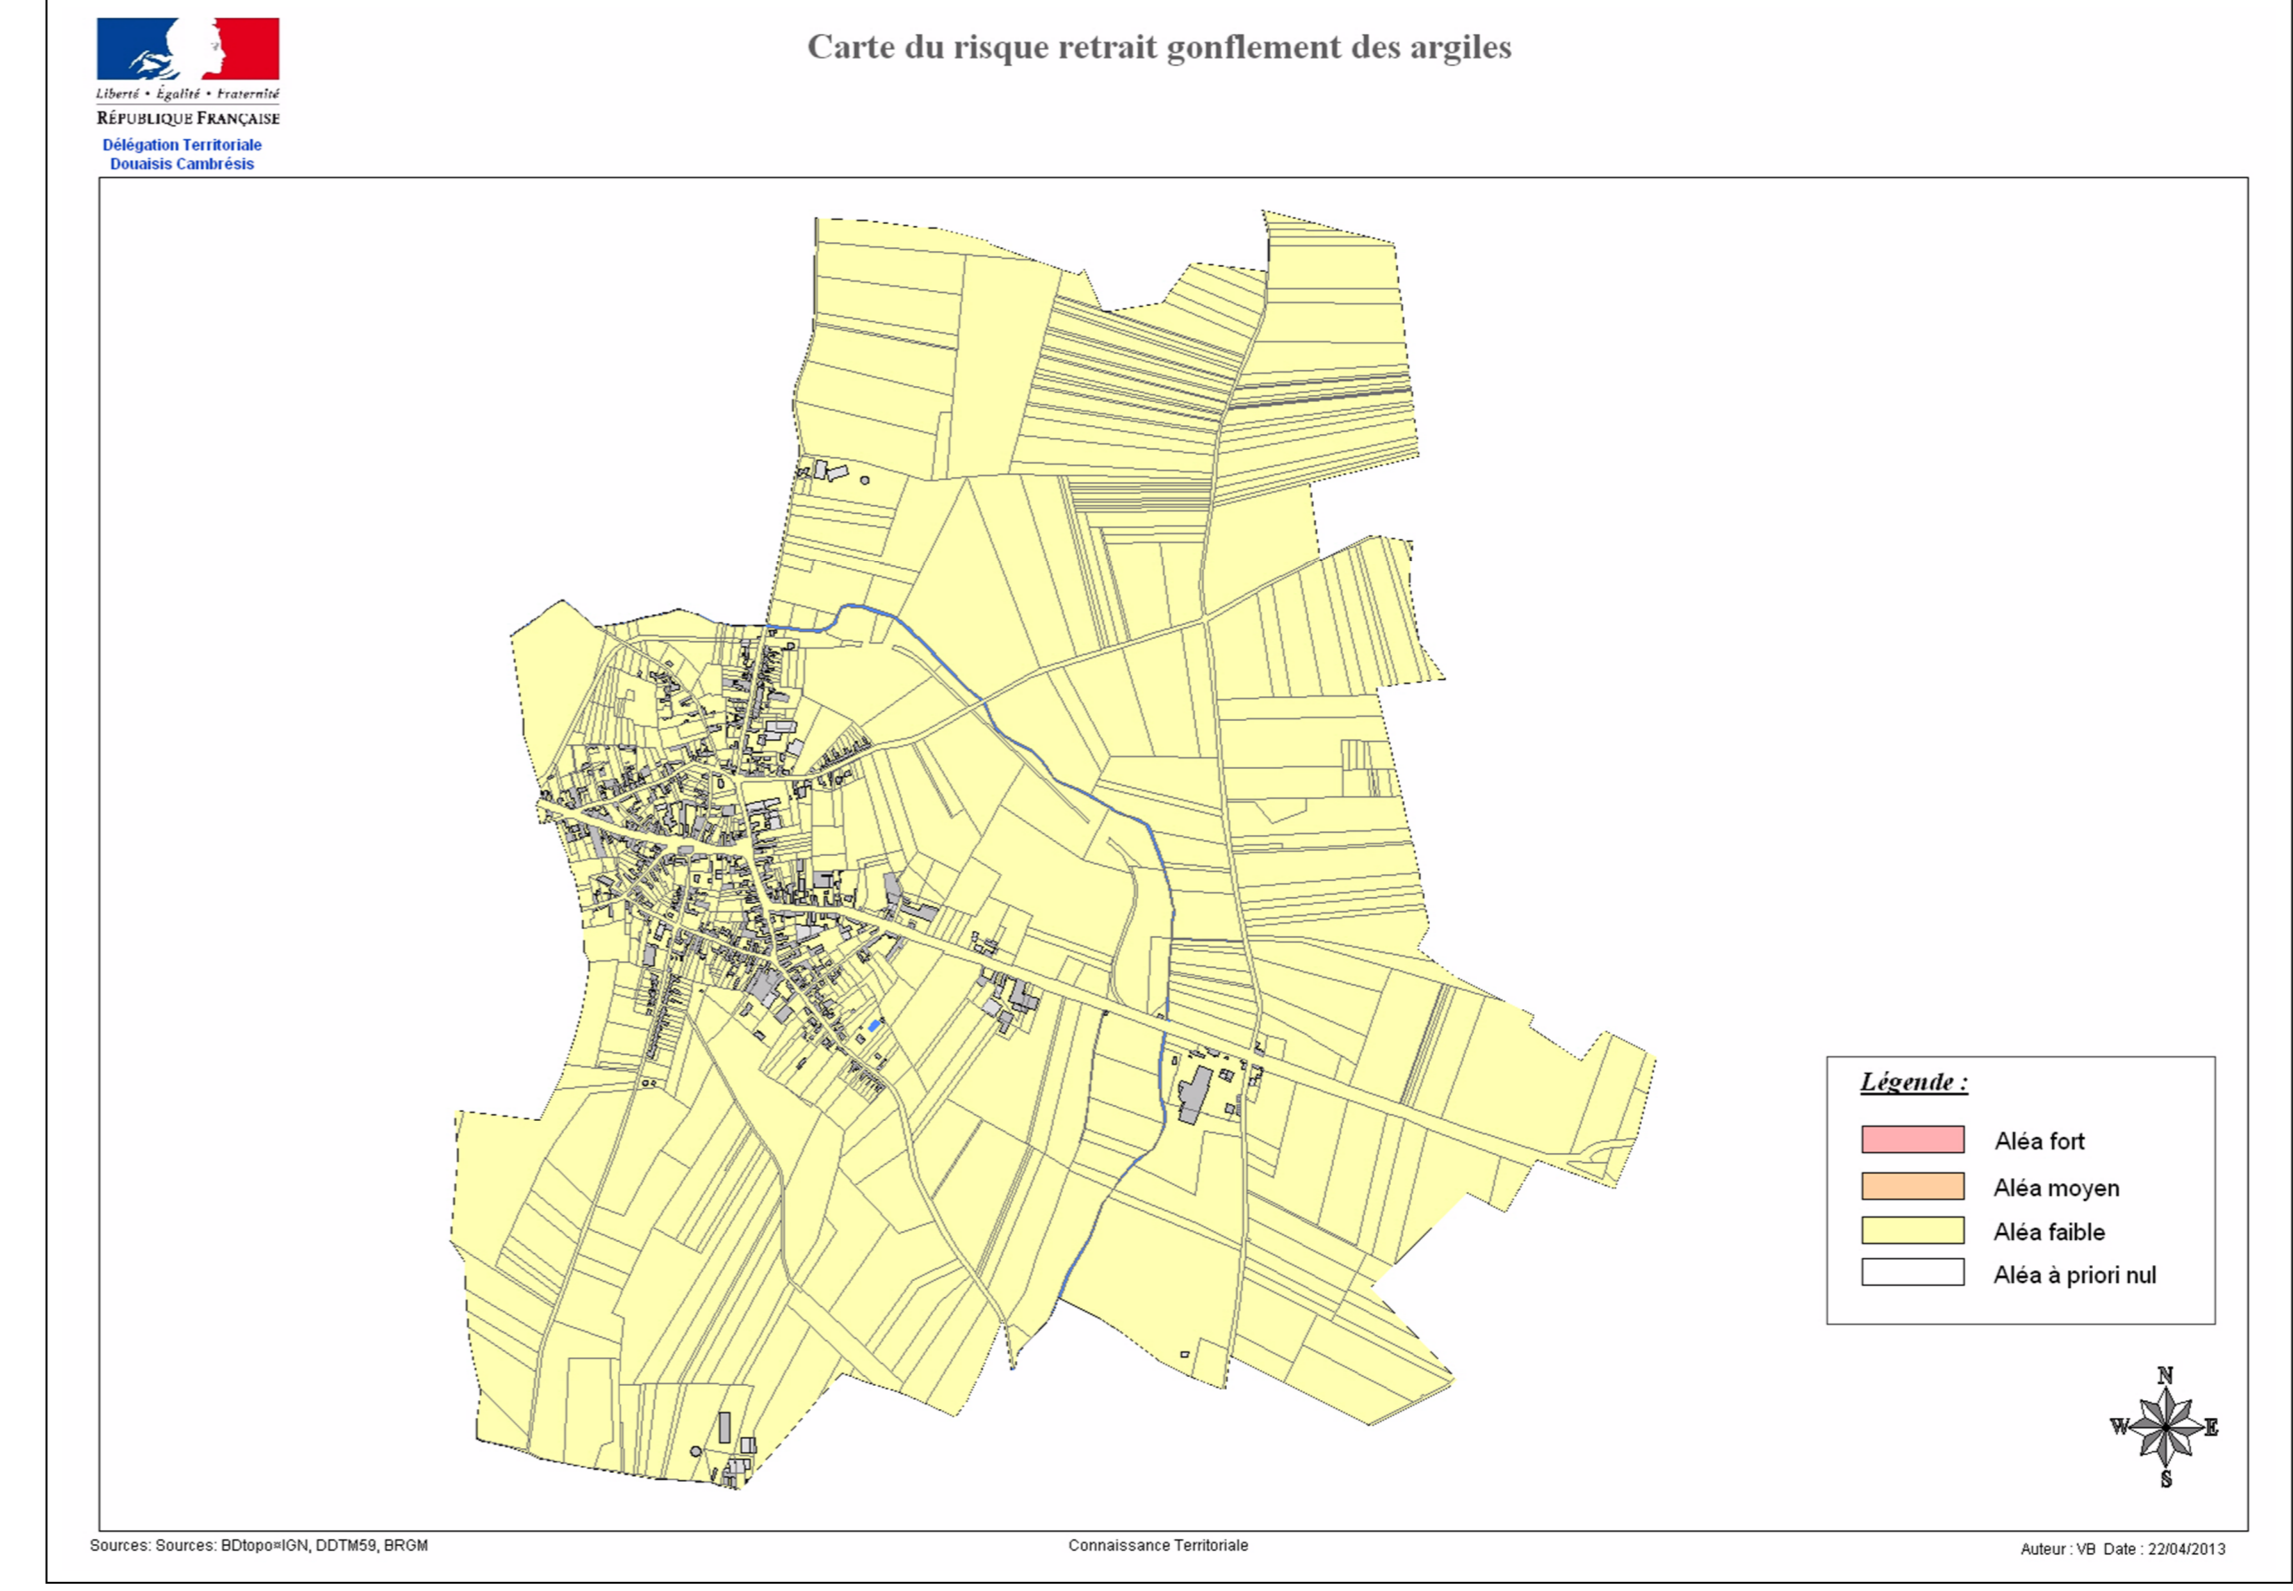 Carte du risque retrait gonflement des argiles
Liberté • Égalité • Fraternité
RÉPUBLIQUE FRANÇAISE
Délégation Territoriale
Douaisis Cambrésis
Légende :
Aléa fort
Aléa moyen
Aléa faible
Aléa à priori nul
N
W E
S
Sources: Sources: BDtopo¤IGN, DDTM59, BRGM
Connaissance Territoriale
Auteur : VB Date : 22/04/2013